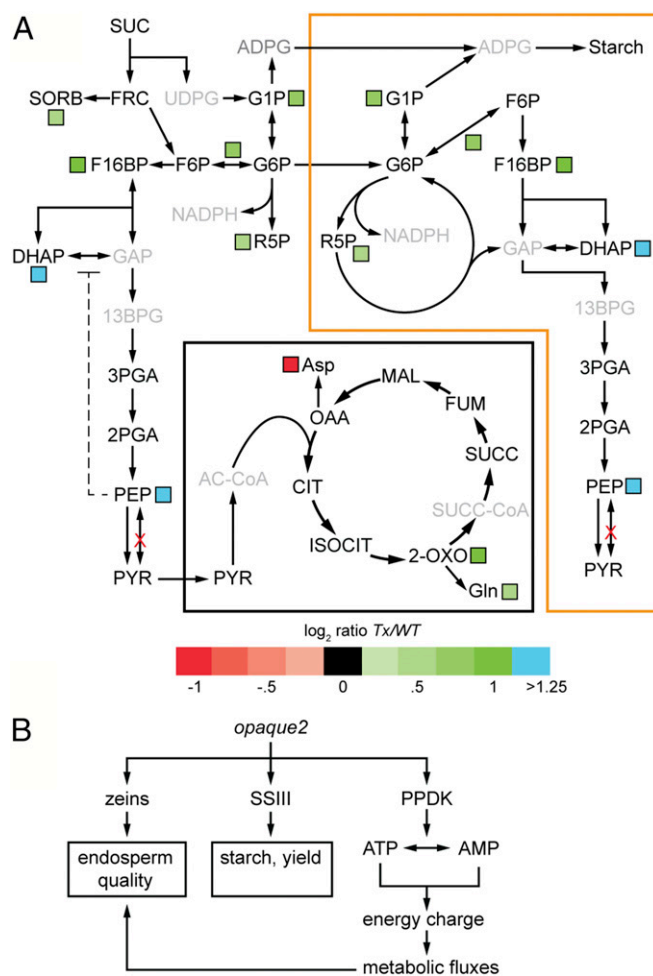 A
SUC
ADPG
ADPG
Starch
SORB
FRC
UDPG
G1P
G1P
F6P
F16BP
F6P
G6P
G6P
F16BP
NADPH
R5P
R5P
NADPH
DHAP
GAP
GAP
DHAP
13BPG
13BPG
3PGA
3PGA
2PGA
2PGA
PEP
PEP
PYR
PYR
PYR
Asp
MAL
OAA
FUM
AC-CoA
CIT
SUCC
SUCC-CoA
ISOCIT
2-OXO
Gln
log2 ratio Tx/WT
-1 -.5 0 .5 1 >1.25
B
opaque2
zeins SSIII PPDK
endosperm
quality
starch, yield
ATP AMP
energy charge
metabolic fluxes